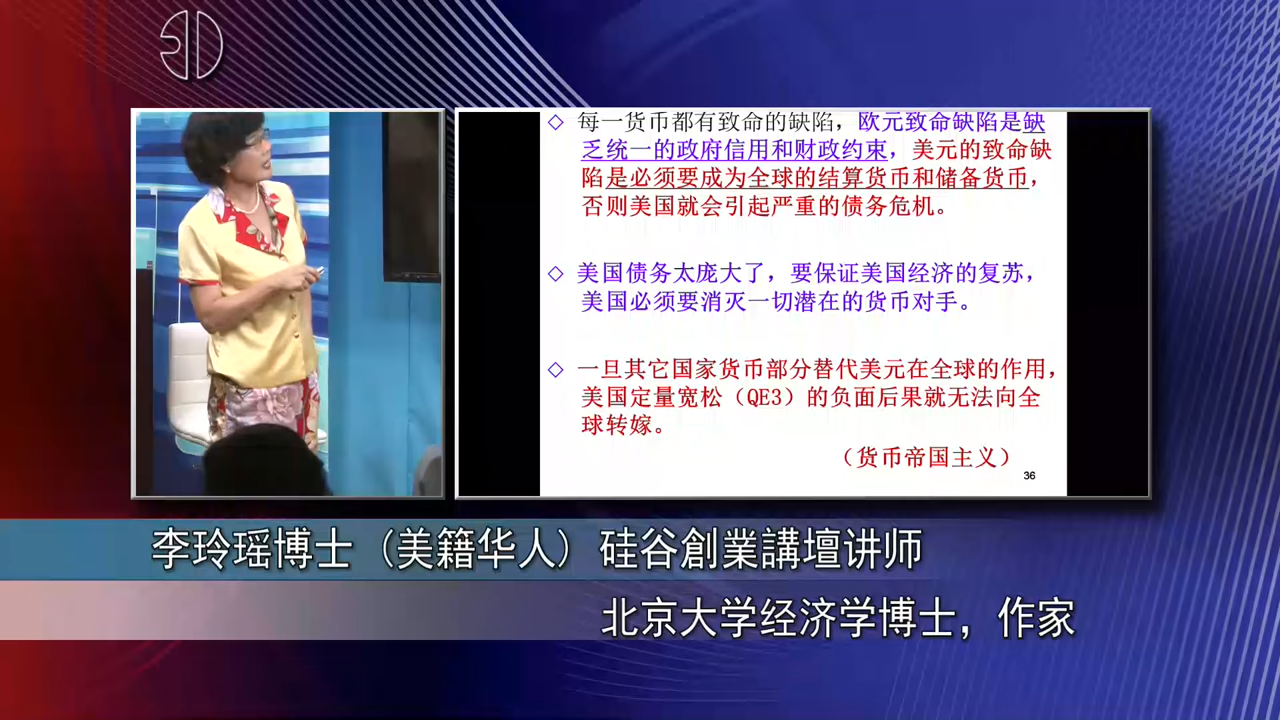 ◇ 每一货币都有致命的缺陷，欧元致命缺陷是缺
乏统一的政府信用和财政约束，美元的致命缺
陷是必须要成为全球的结算货币和储备货币，
否则美国就会引起严重的债务危机。
◇ 美国债务太庞大了，要保证美国经济的复苏，
美国必须要消灭一切潜在的货币对手。
◇ 一旦其它国家货币部分替代美元在全球的作用，
美国定量宽松（QE3）的负面后果就无法向全
球转嫁。
（货币帝国主义）
36
李玲瑶博士（美籍华人）硅谷創業講壇讲师
北京大学经济学博士，作家